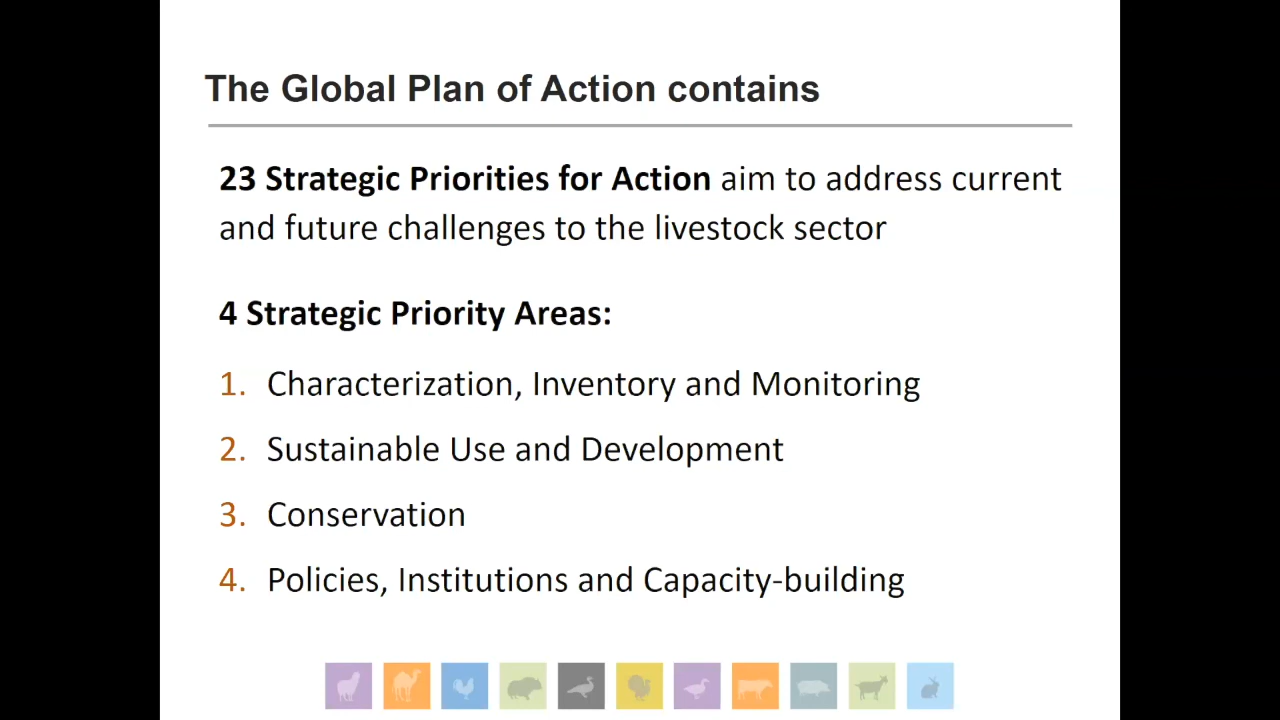 The Global Plan of Action contains
23 Strategic Priorities for Action aim to address current
and future challenges to the livestock sector
4 Strategic Priority Areas:
1. Characterization, Inventory and Monitoring
2. Sustainable Use and Development
3. Conservation
4. Policies, Institutions and Capacity-building